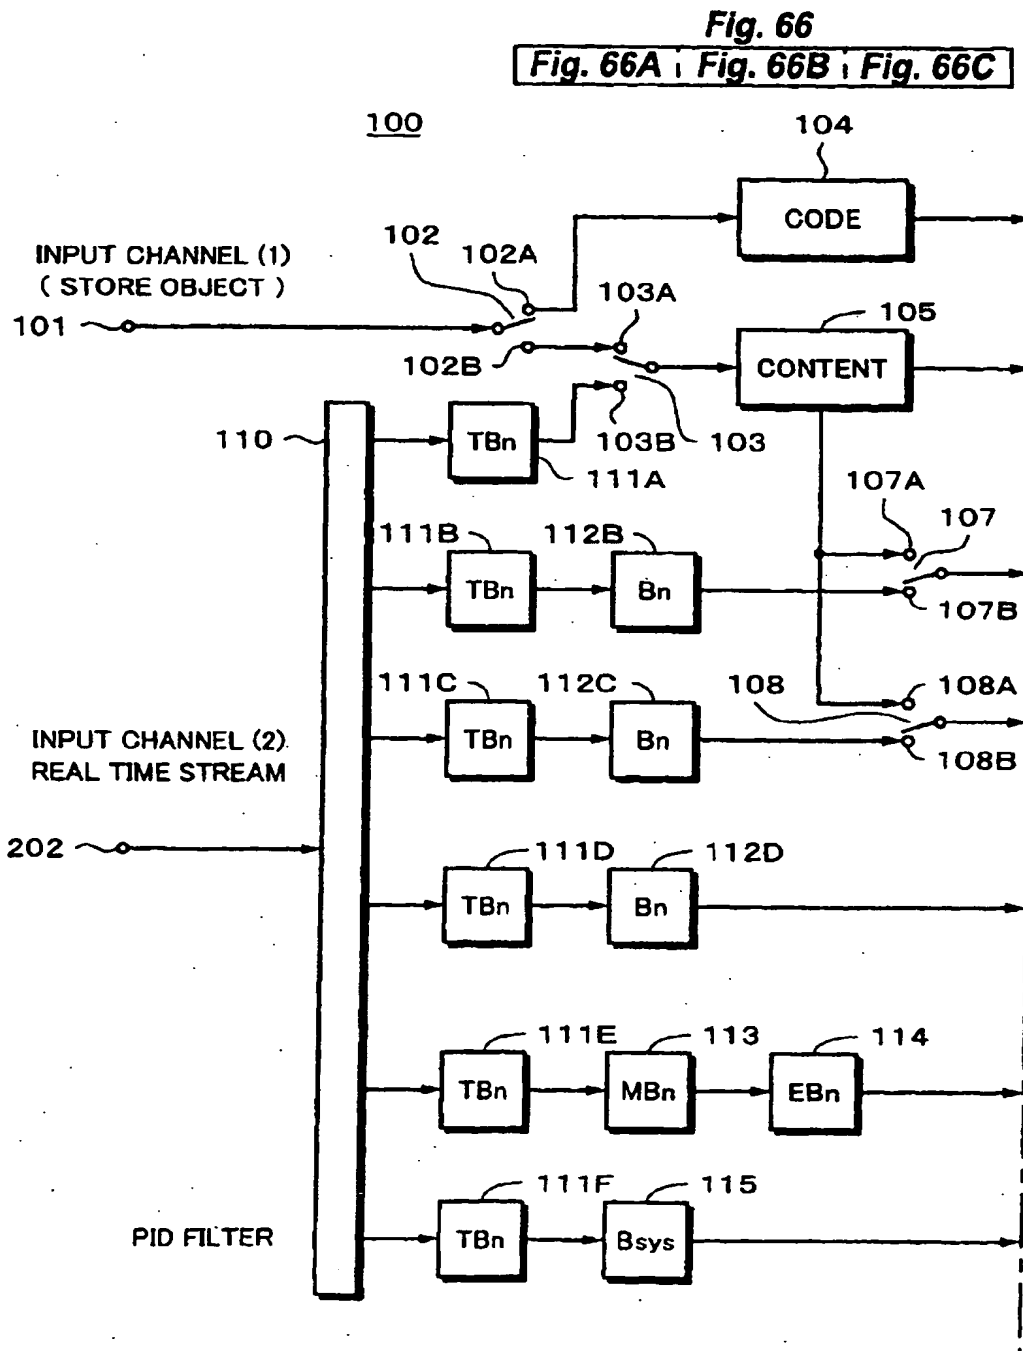 Fig. 66
Fig. 66A Fig. 66B Fig. 66C
100
104
CODE
INPUT CHANNEL (1)
( STORE OBJECT )
102
102A
101
103A
105
102B
CONTENT
103B
103
110
TBn
111A
107A
107
111B
112B
TBn
Bn
107B
111C
112C
108
108A
TBn
Bn
108B
INPUT CHANNEL (2)
REAL TIME STREAM
202
111D
112D
TBn
Bn
111E
113
114
TBn
MBn
EBn
111F
115
PID FILTER
TBn
Bsys